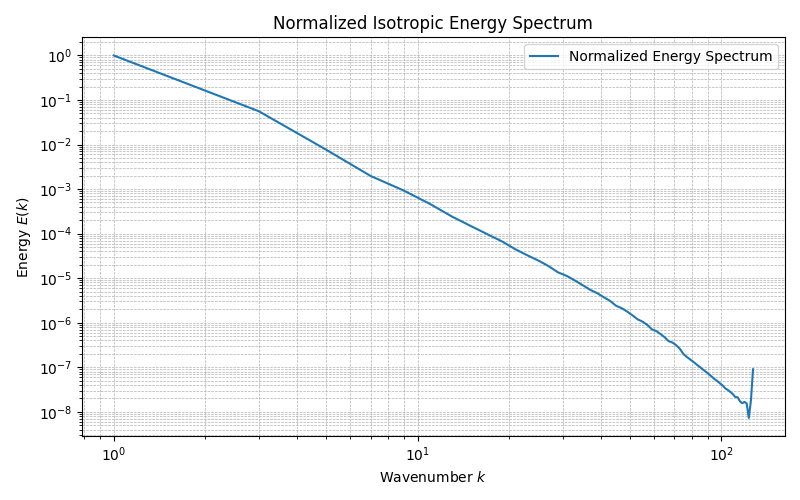 Normalized Isotropic Energy Spectrum
Normalized Energy Spectrum
Energy E(k)
10⁰
10⁻¹
10⁻²
10⁻³
10⁻⁴
10⁻⁵
10⁻⁶
10⁻⁷
10⁻⁸
10⁰ 10¹ 10²
Wavenumber k